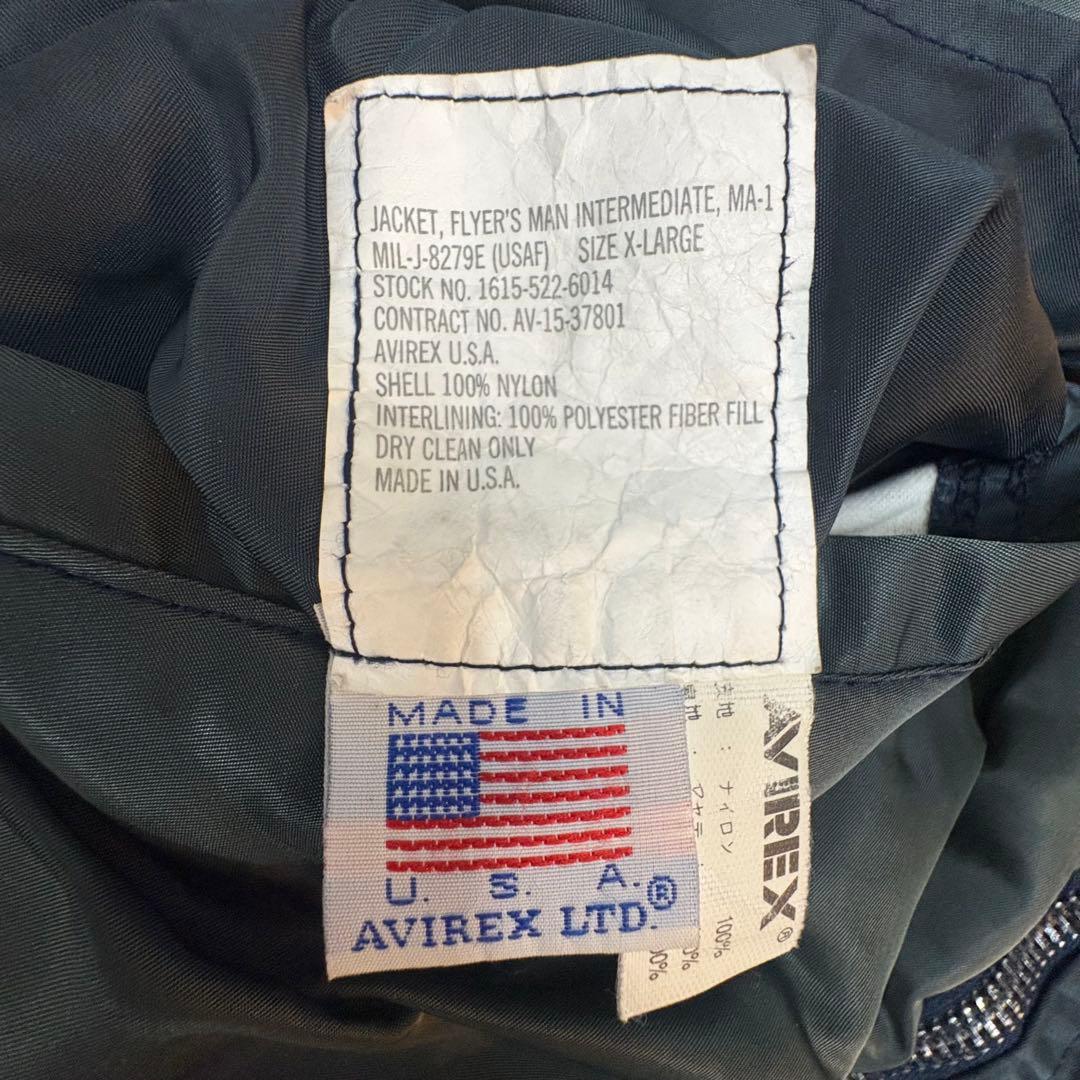 JACKET, FLYER'S MAN INTERMEDIATE, MA-1
MIL-J-8279E (USAF) SIZE X-LARGE
STOCK NO. 1615-522-6014
CONTRACT NO. AV-15-37801
AVIREX U.S.A.
SHELL 100% NYLON
INTERLINING: 100% POLYESTER FIBER FILL
DRY CLEAN ONLY
MADE IN U.S.A.
MADE IN
U. S. A.
AVIREX LTD.®
AVIREX®
表地 : ナイロン 100%